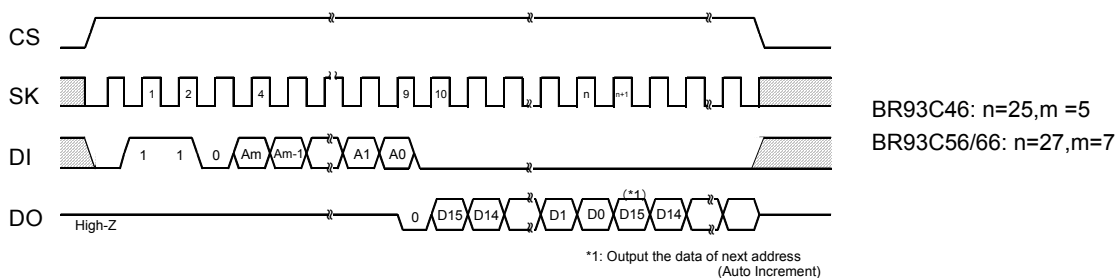 CS
SK 1 2 4 9 10 n n+1
DI 1 1 0 Am Am-1 A1 A0
(*1)
DO High-Z 0 D15 D14 D1 D0 D15 D14
*1: Output the data of next address
(Auto Increment)
BR93C46: n=25,m =5
BR93C56/66: n=27,m=7